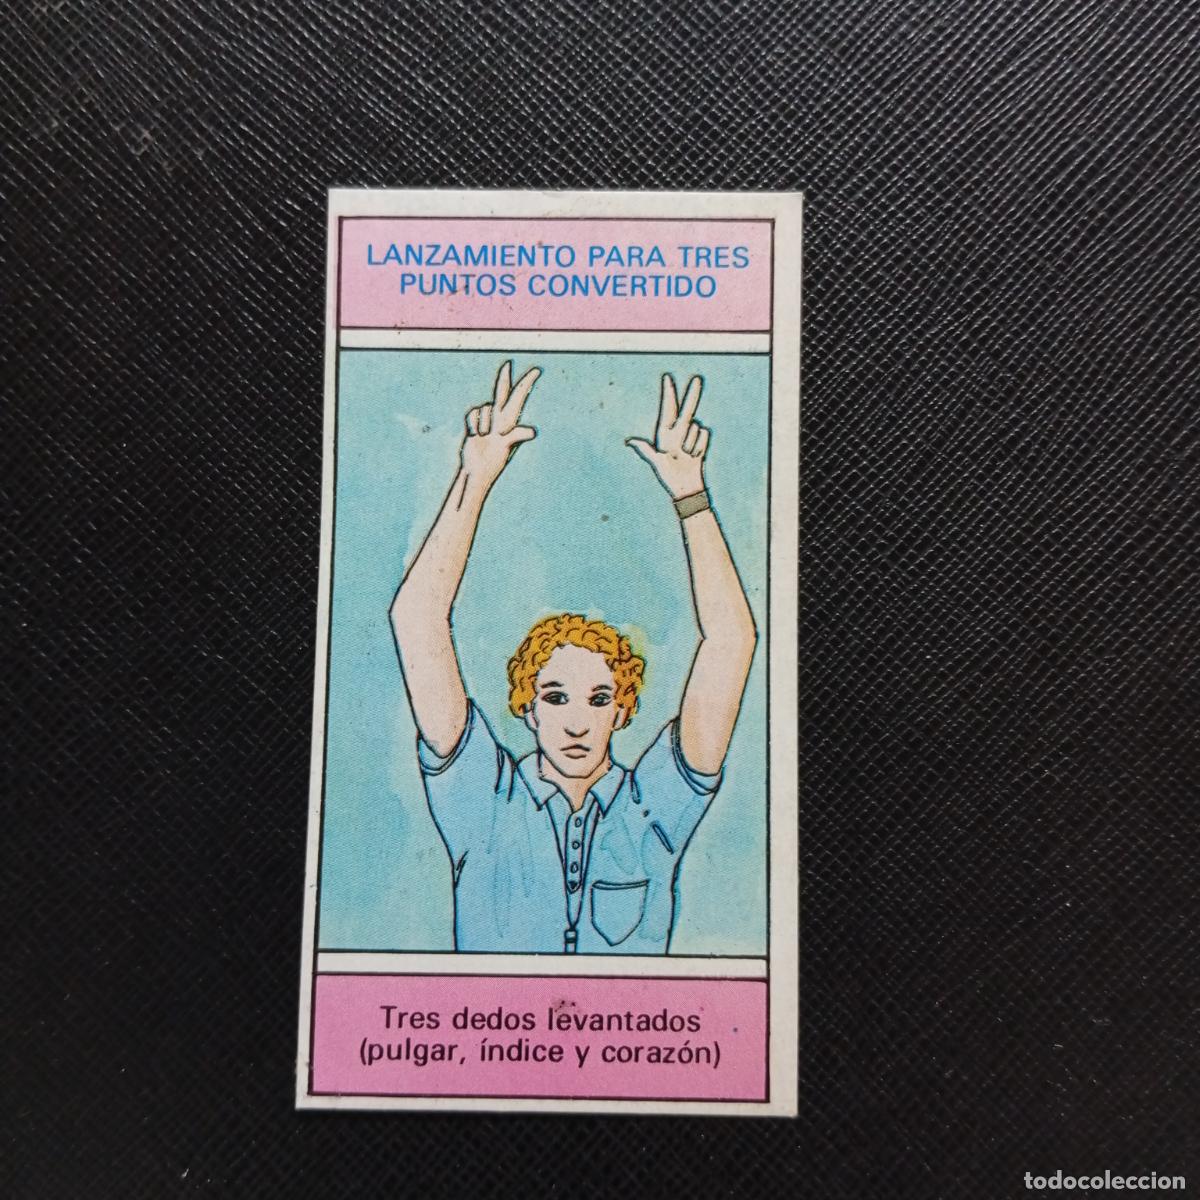 LANZAMIENTO PARA TRES
PUNTOS CONVERTIDO
Tres dedos levantados
(pulgar, índice y corazón)
todocoleccion